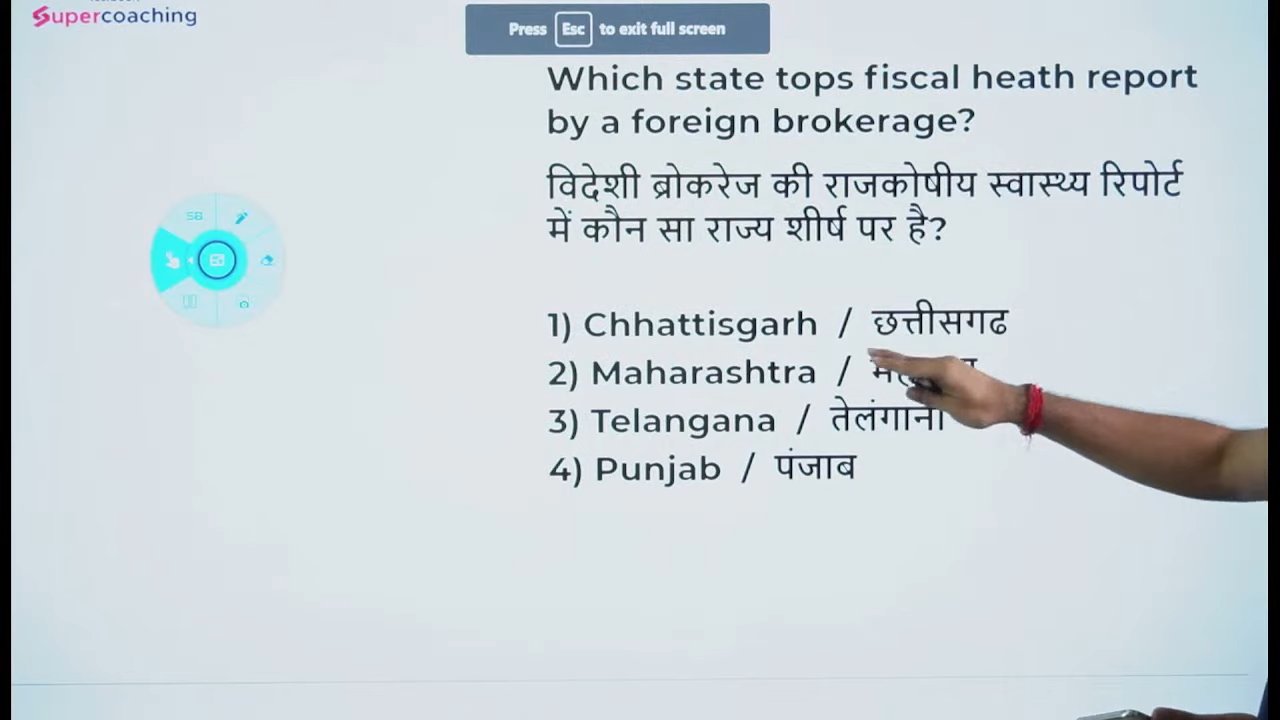 Supercoaching
Press Esc to exit full screen
Which state tops fiscal heath report
by a foreign brokerage?
विदेशी ब्रोकरेज की राजकोषीय स्वास्थ्य रिपोर्ट
में कौन सा राज्य शीर्ष पर है?
1) Chhattisgarh / छत्तीसगढ
2) Maharashtra /
3) Telangana / तेलंगाना
4) Punjab / पंजाब
SB